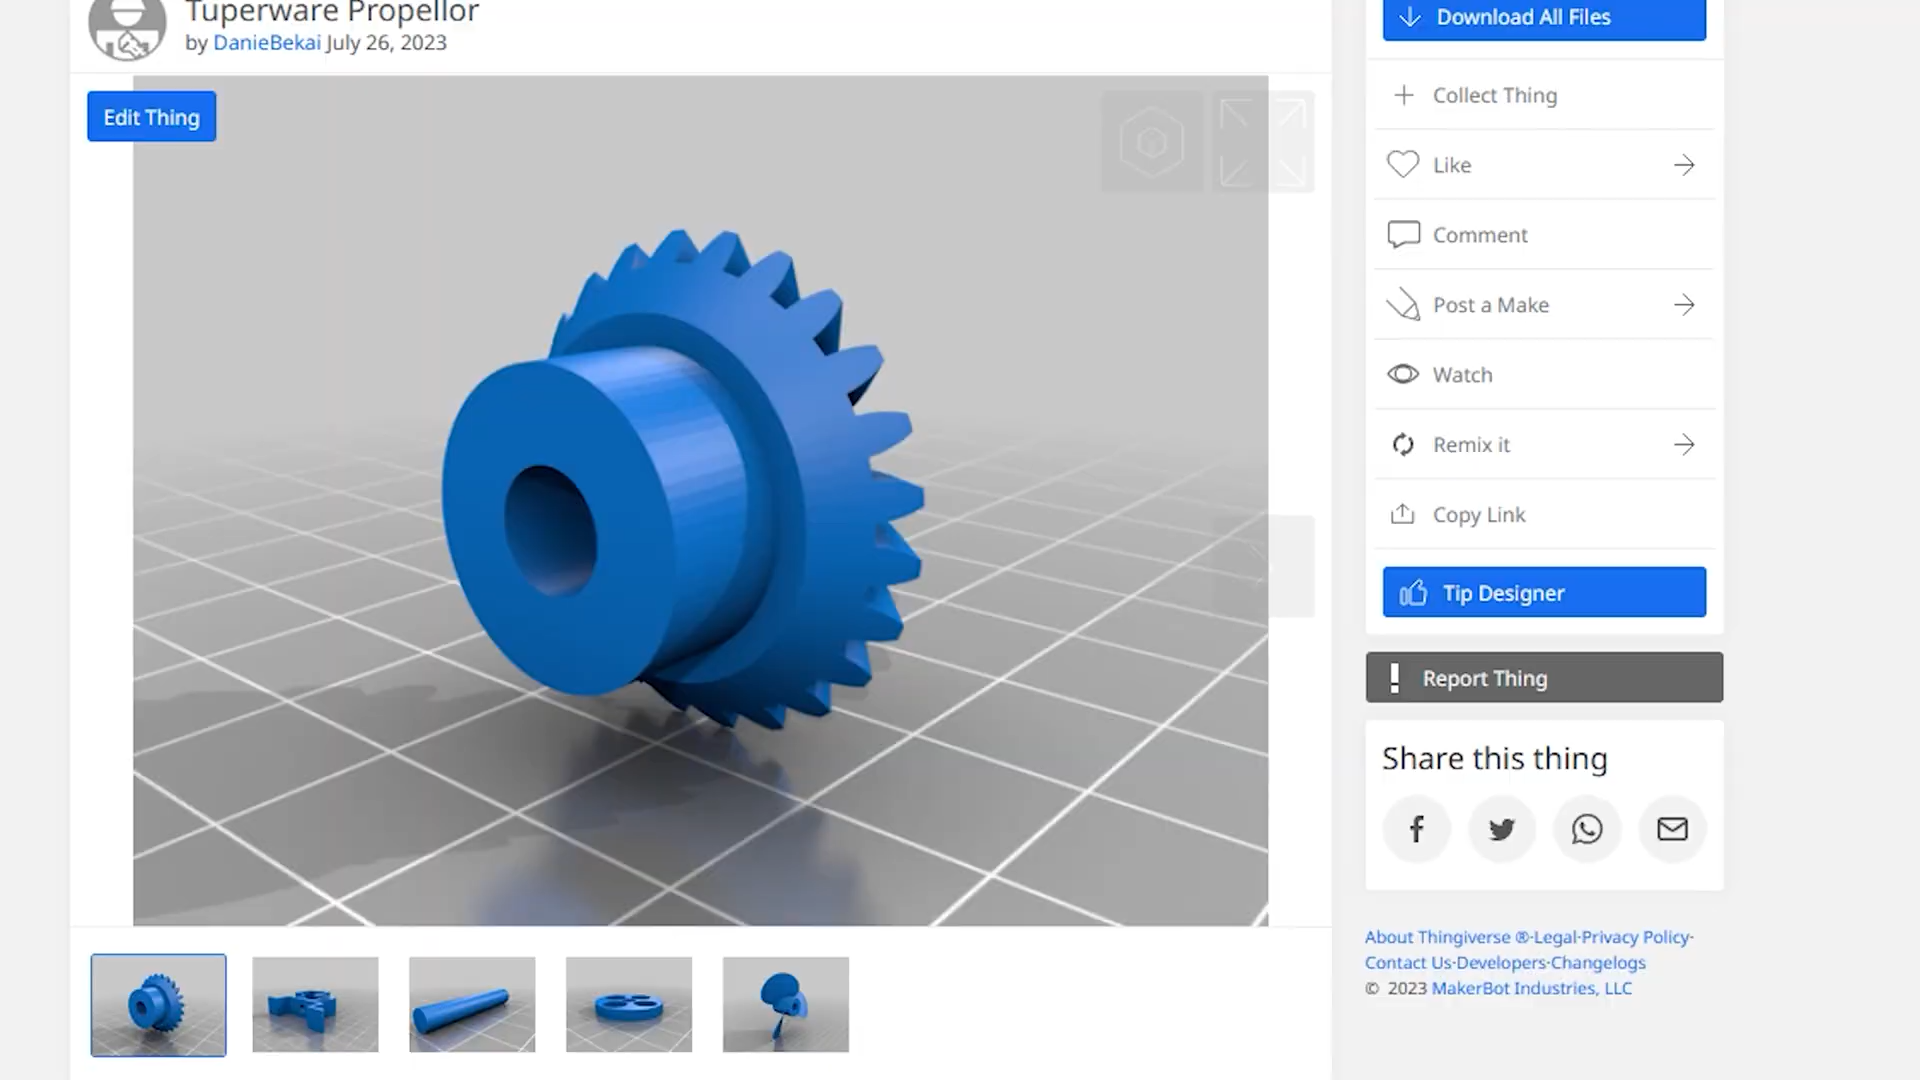 Tuperware Propellor
by DanieBekai July 26, 2023
Edit Thing
Download All Files
Collect Thing
Like
Comment
Post a Make
Watch
Remix it
Copy Link
Tip Designer
Report Thing
Share this thing
About Thingiverse ®·Legal·Privacy Policy·
Contact Us·Developers·Changelogs
© 2023 MakerBot Industries, LLC